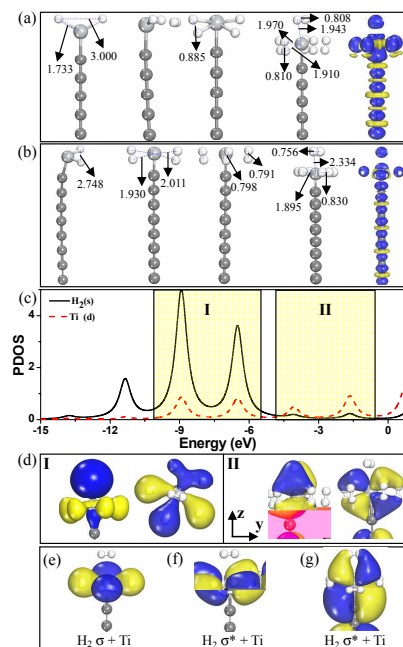 (a)
0.808
1.970
1.943
1.733
3.000
0.885
0.810
1.910
(b)
0.756
0.791
2.334
2.748
1.930
2.011
0.798
1.895
0.830
(c)
H₂(s)
Ti (d)
I
II
PDOS
4
2
0
-15
-12
-9
-6
-3
0
Energy (eV)
(d) I
II
z
y
(e)
(f)
(g)
H₂ σ + Ti
H₂ σ* + Ti
H₂ σ* + Ti